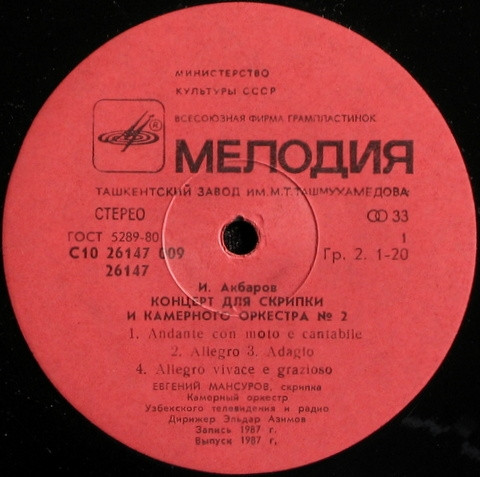 МИНИСТЕРСТВО
КУЛЬТУРЫ СССР
ВСЕСОЮЗНАЯ ФИРМА ГРАМПЛАСТИНОК
®
МЕЛОДИЯ
ТАШКЕНТСКИЙ ЗАВОД ИМ.М.Т.ТАШМУХАМЕДОВА
СТЕРЕО 33
ГОСТ 5289-80 1
С10 26147 009 Гр. 2. 1-20
26147
И. Акбаров
КОНЦЕРТ ДЛЯ СКРИПКИ
И КАМЕРНОГО ОРКЕСТРА № 2
1. Andante con moto e cantabile
2. Allegro 3. Adagio
4. Allegro vivace e grazioso
ЕВГЕНИЙ МАНСУРОВ, скрипка
Камерный оркестр
Узбекского телевидения и радио
Дирижер Эльдар Азимов
Запись 1987 г.
Выпуск 1987 г,